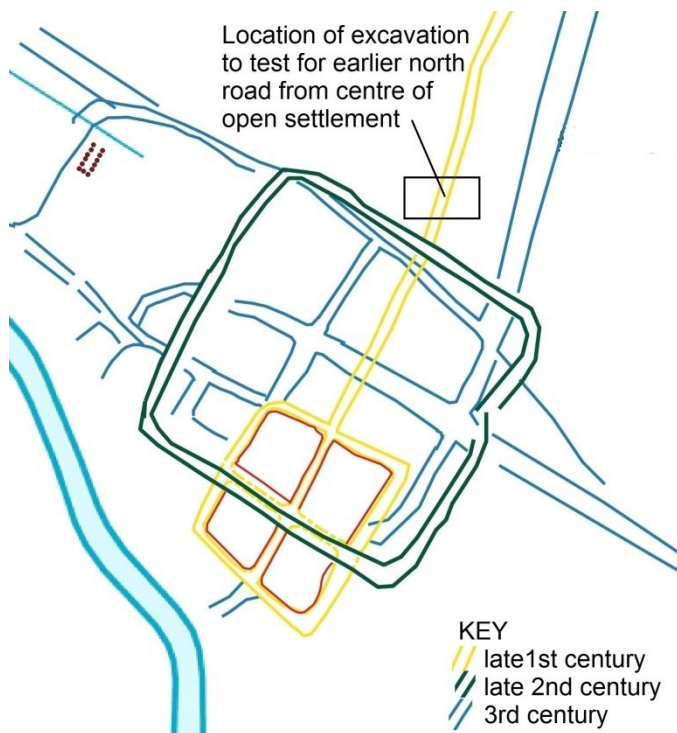 Location of excavation
to test for earlier north
road from centre of
open settlement
KEY
late1st century
late 2nd century
3rd century